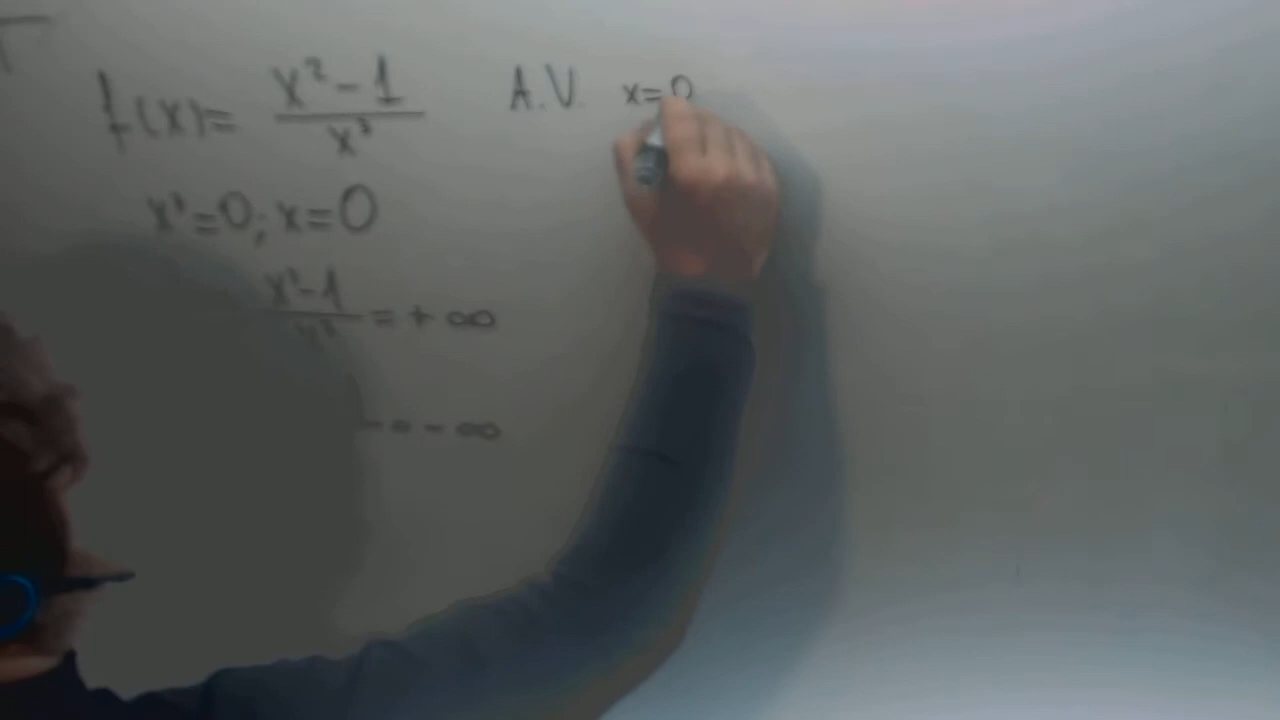 f(x)= x²-1 / x³ A.V. x=0
x³=0; x=0
x²-1 / x³ = + ∞
= - ∞